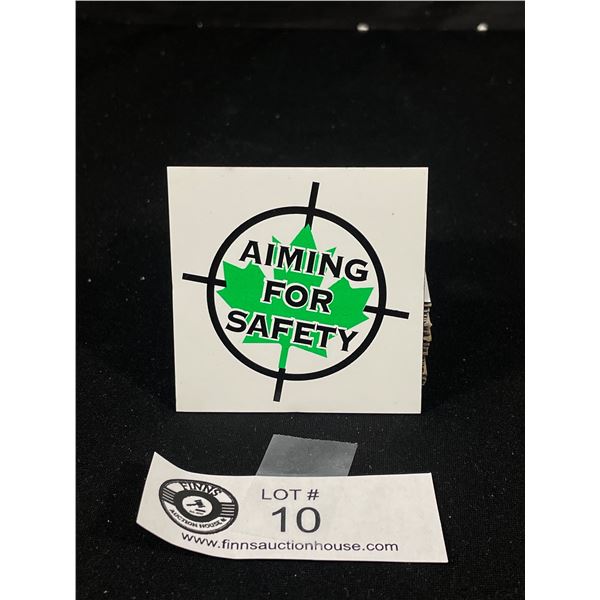 AIMING
FOR
SAFETY
FINNS
AUCTION HOUSE
LOT #
10
www.finnsauctionhouse.com